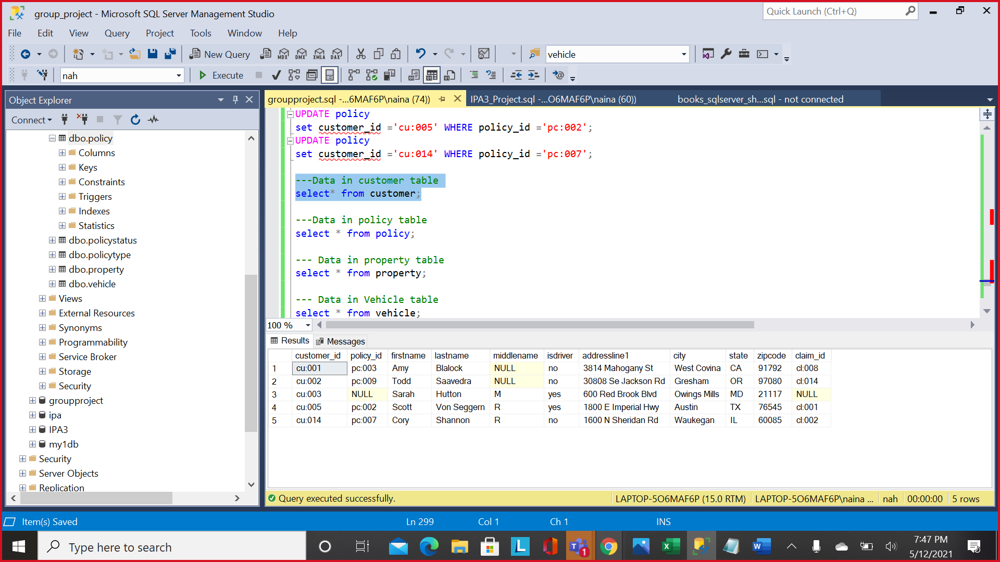 group_project - Microsoft SQL Server Management Studio
Quick Launch (Ctrl+Q)
File Edit View Query Project Tools Window Help
New Query MDX DMX XMLA DAX vehicle
nah Execute
Object Explorer
Connect
dbo.policy
Columns
Keys
Constraints
Triggers
Indexes
Statistics
dbo.policystatus
dbo.policytype
dbo.property
dbo.vehicle
Views
External Resources
Synonyms
Programmability
Service Broker
Storage
Security
groupproject
ipa
IPA3
my1db
Security
Server Objects
Replication
groupproject.sql -...6MAF6P\naina (74)) IPA3_Project.sql -...O6MAF6P\naina (60)) books_sqlserver_sh...sql - not connected
UPDATE policy
set customer_id ='cu:005' WHERE policy_id ='pc:002';
UPDATE policy
set customer_id ='cu:014' WHERE policy_id ='pc:007';
---Data in customer table
select* from customer;
---Data in policy table
select * from policy;
--- Data in property table
select * from property;
--- Data in Vehicle table
select * from vehicle;
100 %
Results Messages
customer_id policy_id firstname lastname middlename isdriver addressline1 city state zipcode claim_id
1 cu:001 pc:003 Amy Blalock NULL no 3814 Mahogany St West Covina CA 91792 cl:008
2 cu:002 pc:009 Todd Saavedra NULL no 30808 Se Jackson Rd Gresham OR 97080 cl:014
3 cu:003 NULL Sarah Hutton M yes 600 Red Brook Blvd Owings Mills MD 21117 NULL
4 cu:005 pc:002 Scott Von Seggern R yes 1800 E Imperial Hwy Austin TX 76545 cl:001
5 cu:014 pc:007 Cory Shannon R no 1600 N Sheridan Rd Waukegan IL 60085 cl:002
Query executed successfully. LAPTOP-5O6MAF6P (15.0 RTM) LAPTOP-5O6MAF6P\naina ... nah 00:00:00 5 rows
Item(s) Saved Ln 299 Col 1 Ch 1 INS
Type here to search
7:47 PM
5/12/2021